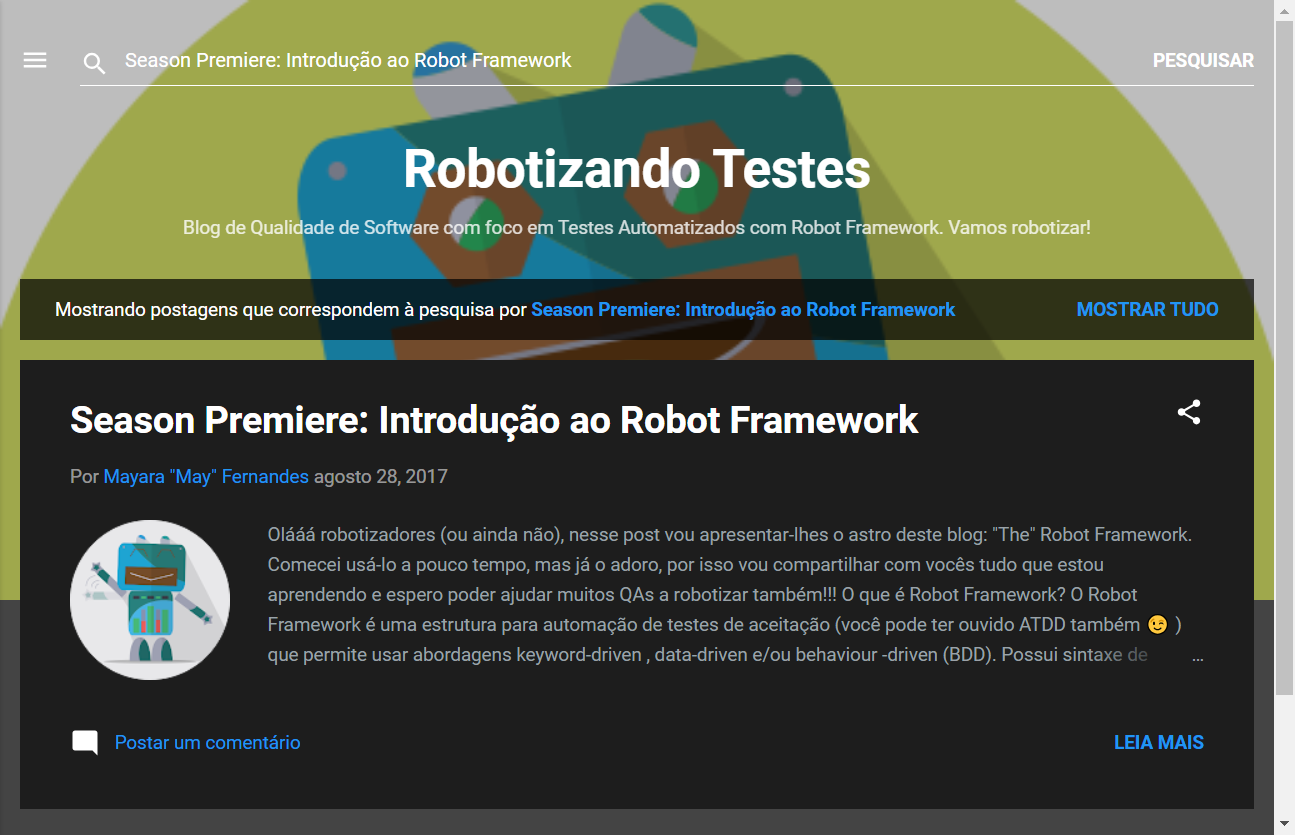 Season Premiere: Introdução ao Robot Framework PESQUISAR
Robotizando Testes
Blog de Qualidade de Software com foco em Testes Automatizados com Robot Framework. Vamos robotizar!
Mostrando postagens que correspondem à pesquisa por Season Premiere: Introdução ao Robot Framework MOSTRAR TUDO
Season Premiere: Introdução ao Robot Framework
Por Mayara "May" Fernandes agosto 28, 2017
Olááá robotizadores (ou ainda não), nesse post vou apresentar-lhes o astro deste blog: "The" Robot Framework.
Comecei usá-lo a pouco tempo, mas já o adoro, por isso vou compartilhar com vocês tudo que estou
aprendendo e espero poder ajudar muitos QAs a robotizar também!!! O que é Robot Framework? O Robot
Framework é uma estrutura para automação de testes de aceitação (você pode ter ouvido ATDD também 😉 )
que permite usar abordagens keyword-driven , data-driven e/ou behaviour -driven (BDD). Possui sintaxe de ...
Postar um comentário LEIA MAIS